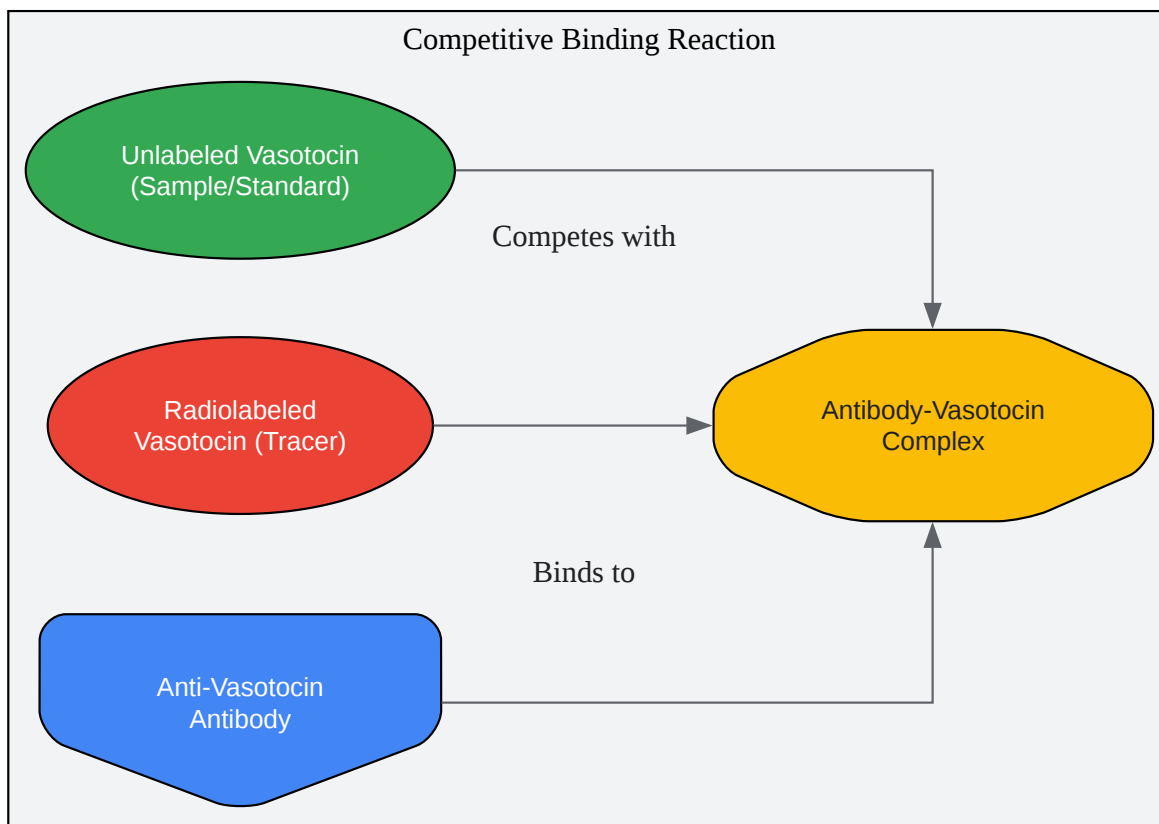 Competitive Binding Reaction
Unlabeled Vasotocin
(Sample/Standard)
Competes with
Radiolabeled
Vasotocin (Tracer)
Antibody-Vasotocin
Complex
Binds to
Anti-Vasotocin
Antibody